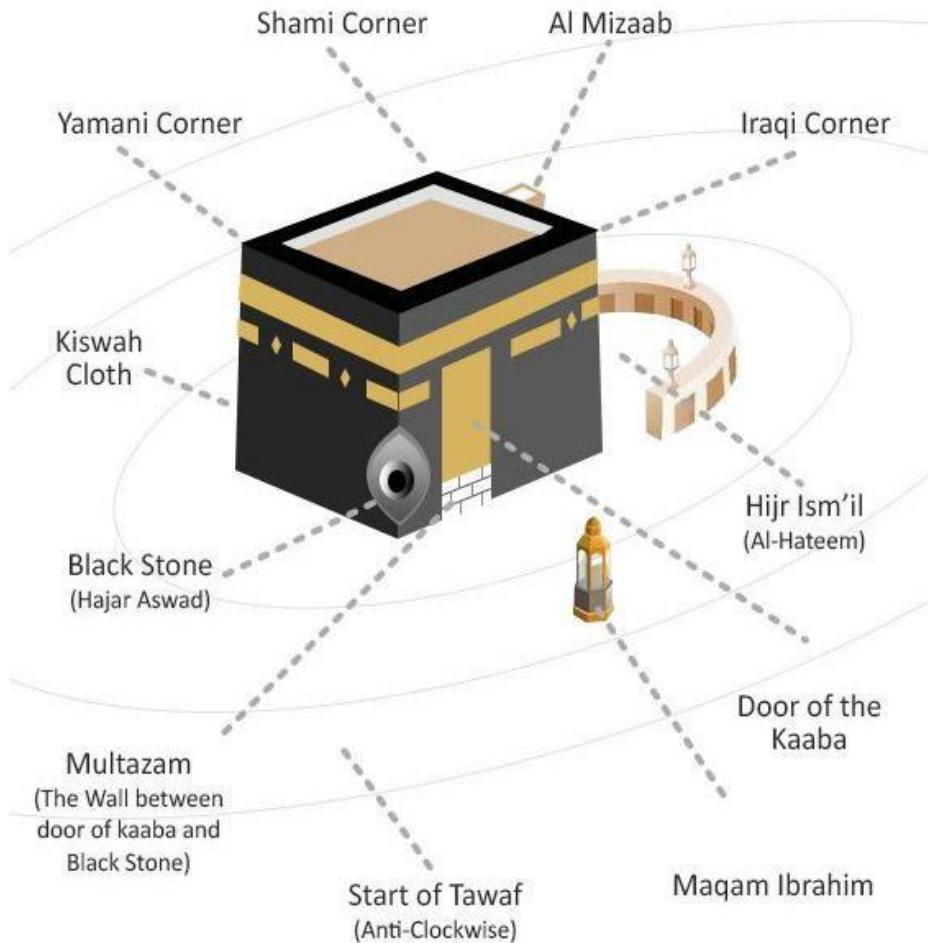 Shami Corner
Al Mizaab
Yamani Corner
Iraqi Corner
Kiswah
Cloth
Hijr Ism'il
(Al-Hateem)
Black Stone
(Hajar Aswad)
Door of the
Kaaba
Multazam
(The Wall between
door of kaaba and
Black Stone)
Maqam Ibrahim
Start of Tawaf
(Anti-Clockwise)